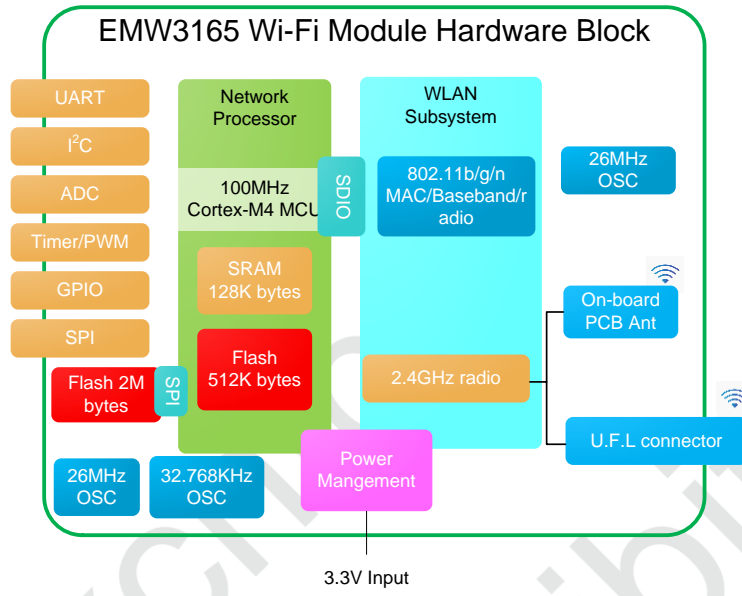 EMW3165 Wi-Fi Module Hardware Block
UART
I²C
ADC
Timer/PWM
GPIO
SPI
Flash 2M
bytes
SPI
26MHz
OSC
32.768KHz
OSC
Network
Processor
100MHz
Cortex-M4 MCU
SDIO
SRAM
128K bytes
Flash
512K bytes
WLAN
Subsystem
802.11b/g/n
MAC/Baseband/r
adio
2.4GHz radio
Power
Mangement
26MHz
OSC
On-board
PCB Ant
U.F.L connector
3.3V Input